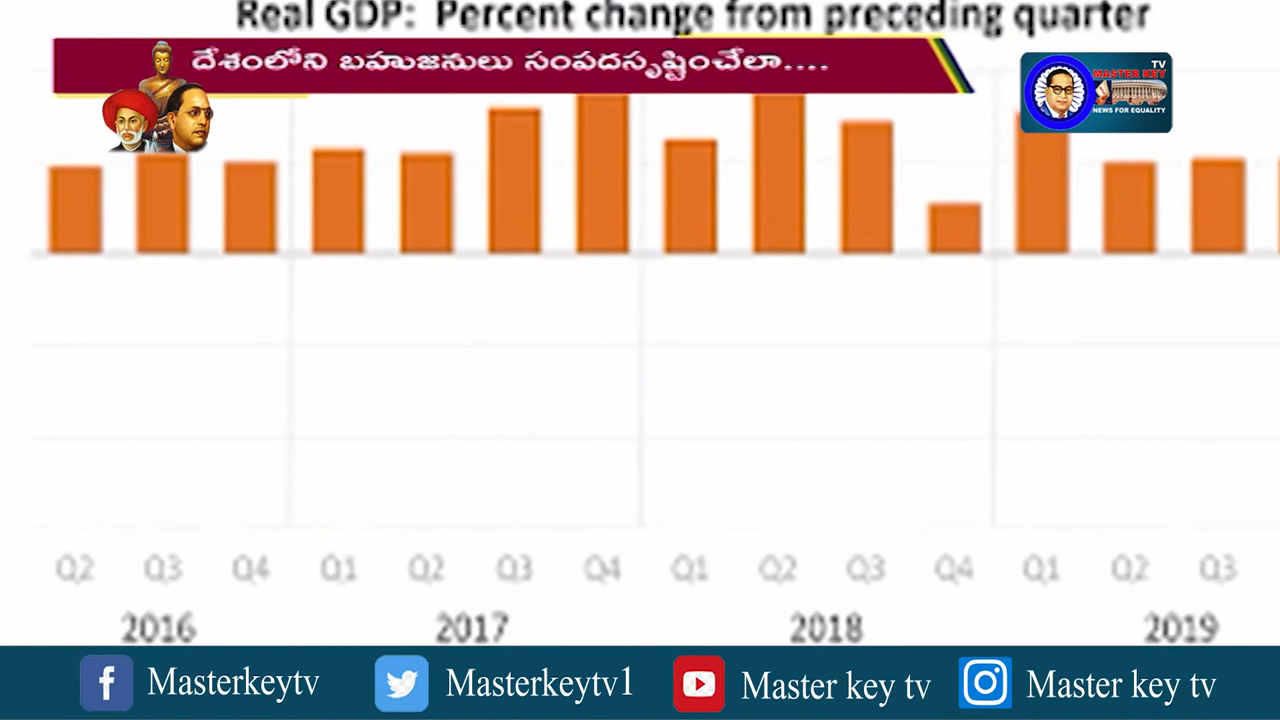 Real GDP: Percent change from preceding quarter
దేశంలోని బహుజనులు సంపదసృష్టించేలా....
TV
MASTER KEY
NEWS FOR EQUALITY
Q2 Q3 Q4 Q1 Q2 Q3 Q4 Q1 Q2 Q3 Q4 Q1 Q2 Q3
2016 2017 2018 2019
Masterkeytv Masterkeytv1 Master key tv Master key tv